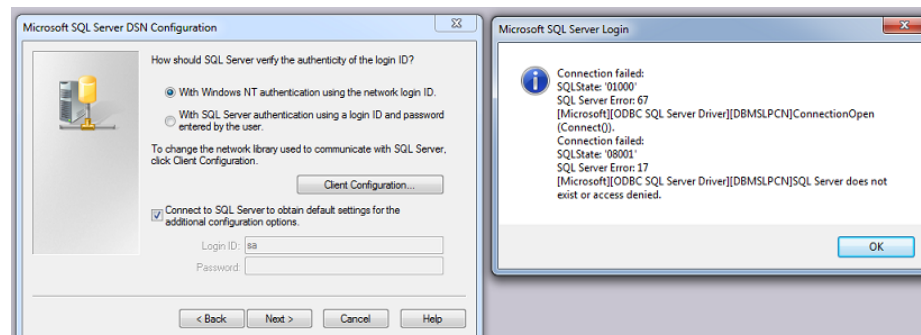 Microsoft SQL Server DSN Configuration
How should SQL Server verify the authenticity of the login ID?
With Windows NT authentication using the network login ID.
With SQL Server authentication using a login ID and password
entered by the user.
To change the network library used to communicate with SQL Server,
click Client Configuration.
Client Configuration...
Connect to SQL Server to obtain default settings for the
additional configuration options.
Login ID: sa
Password:
< Back
Next >
Cancel
Help
Microsoft SQL Server Login
Connection failed:
SQLState: '01000'
SQL Server Error: 67
[Microsoft][ODBC SQL Server Driver][DBMSLPCN]ConnectionOpen
(Connect()).
Connection failed:
SQLState: '08001'
SQL Server Error: 17
[Microsoft][ODBC SQL Server Driver][DBMSLPCN]SQL Server does not
exist or access denied.
OK